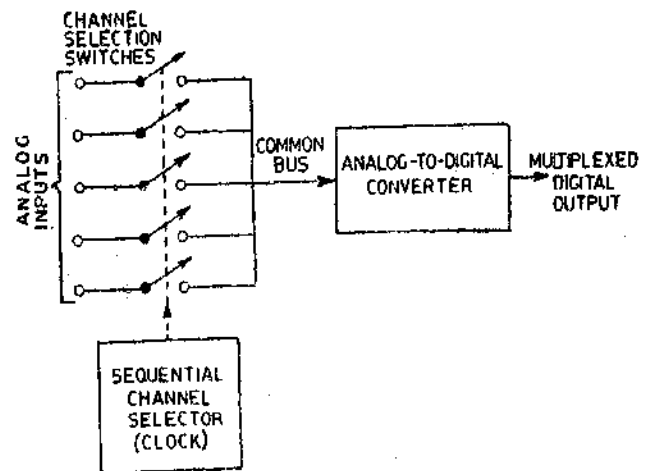 CHANNEL
SELECTION
SWITCHES
ANALOG
INPUTS
COMMON
BUS
ANALOG-TO-DIGITAL
CONVERTER
MULTIPLEXED
DIGITAL
OUTPUT
SEQUENTIAL
CHANNEL
SELECTOR
(CLOCK)